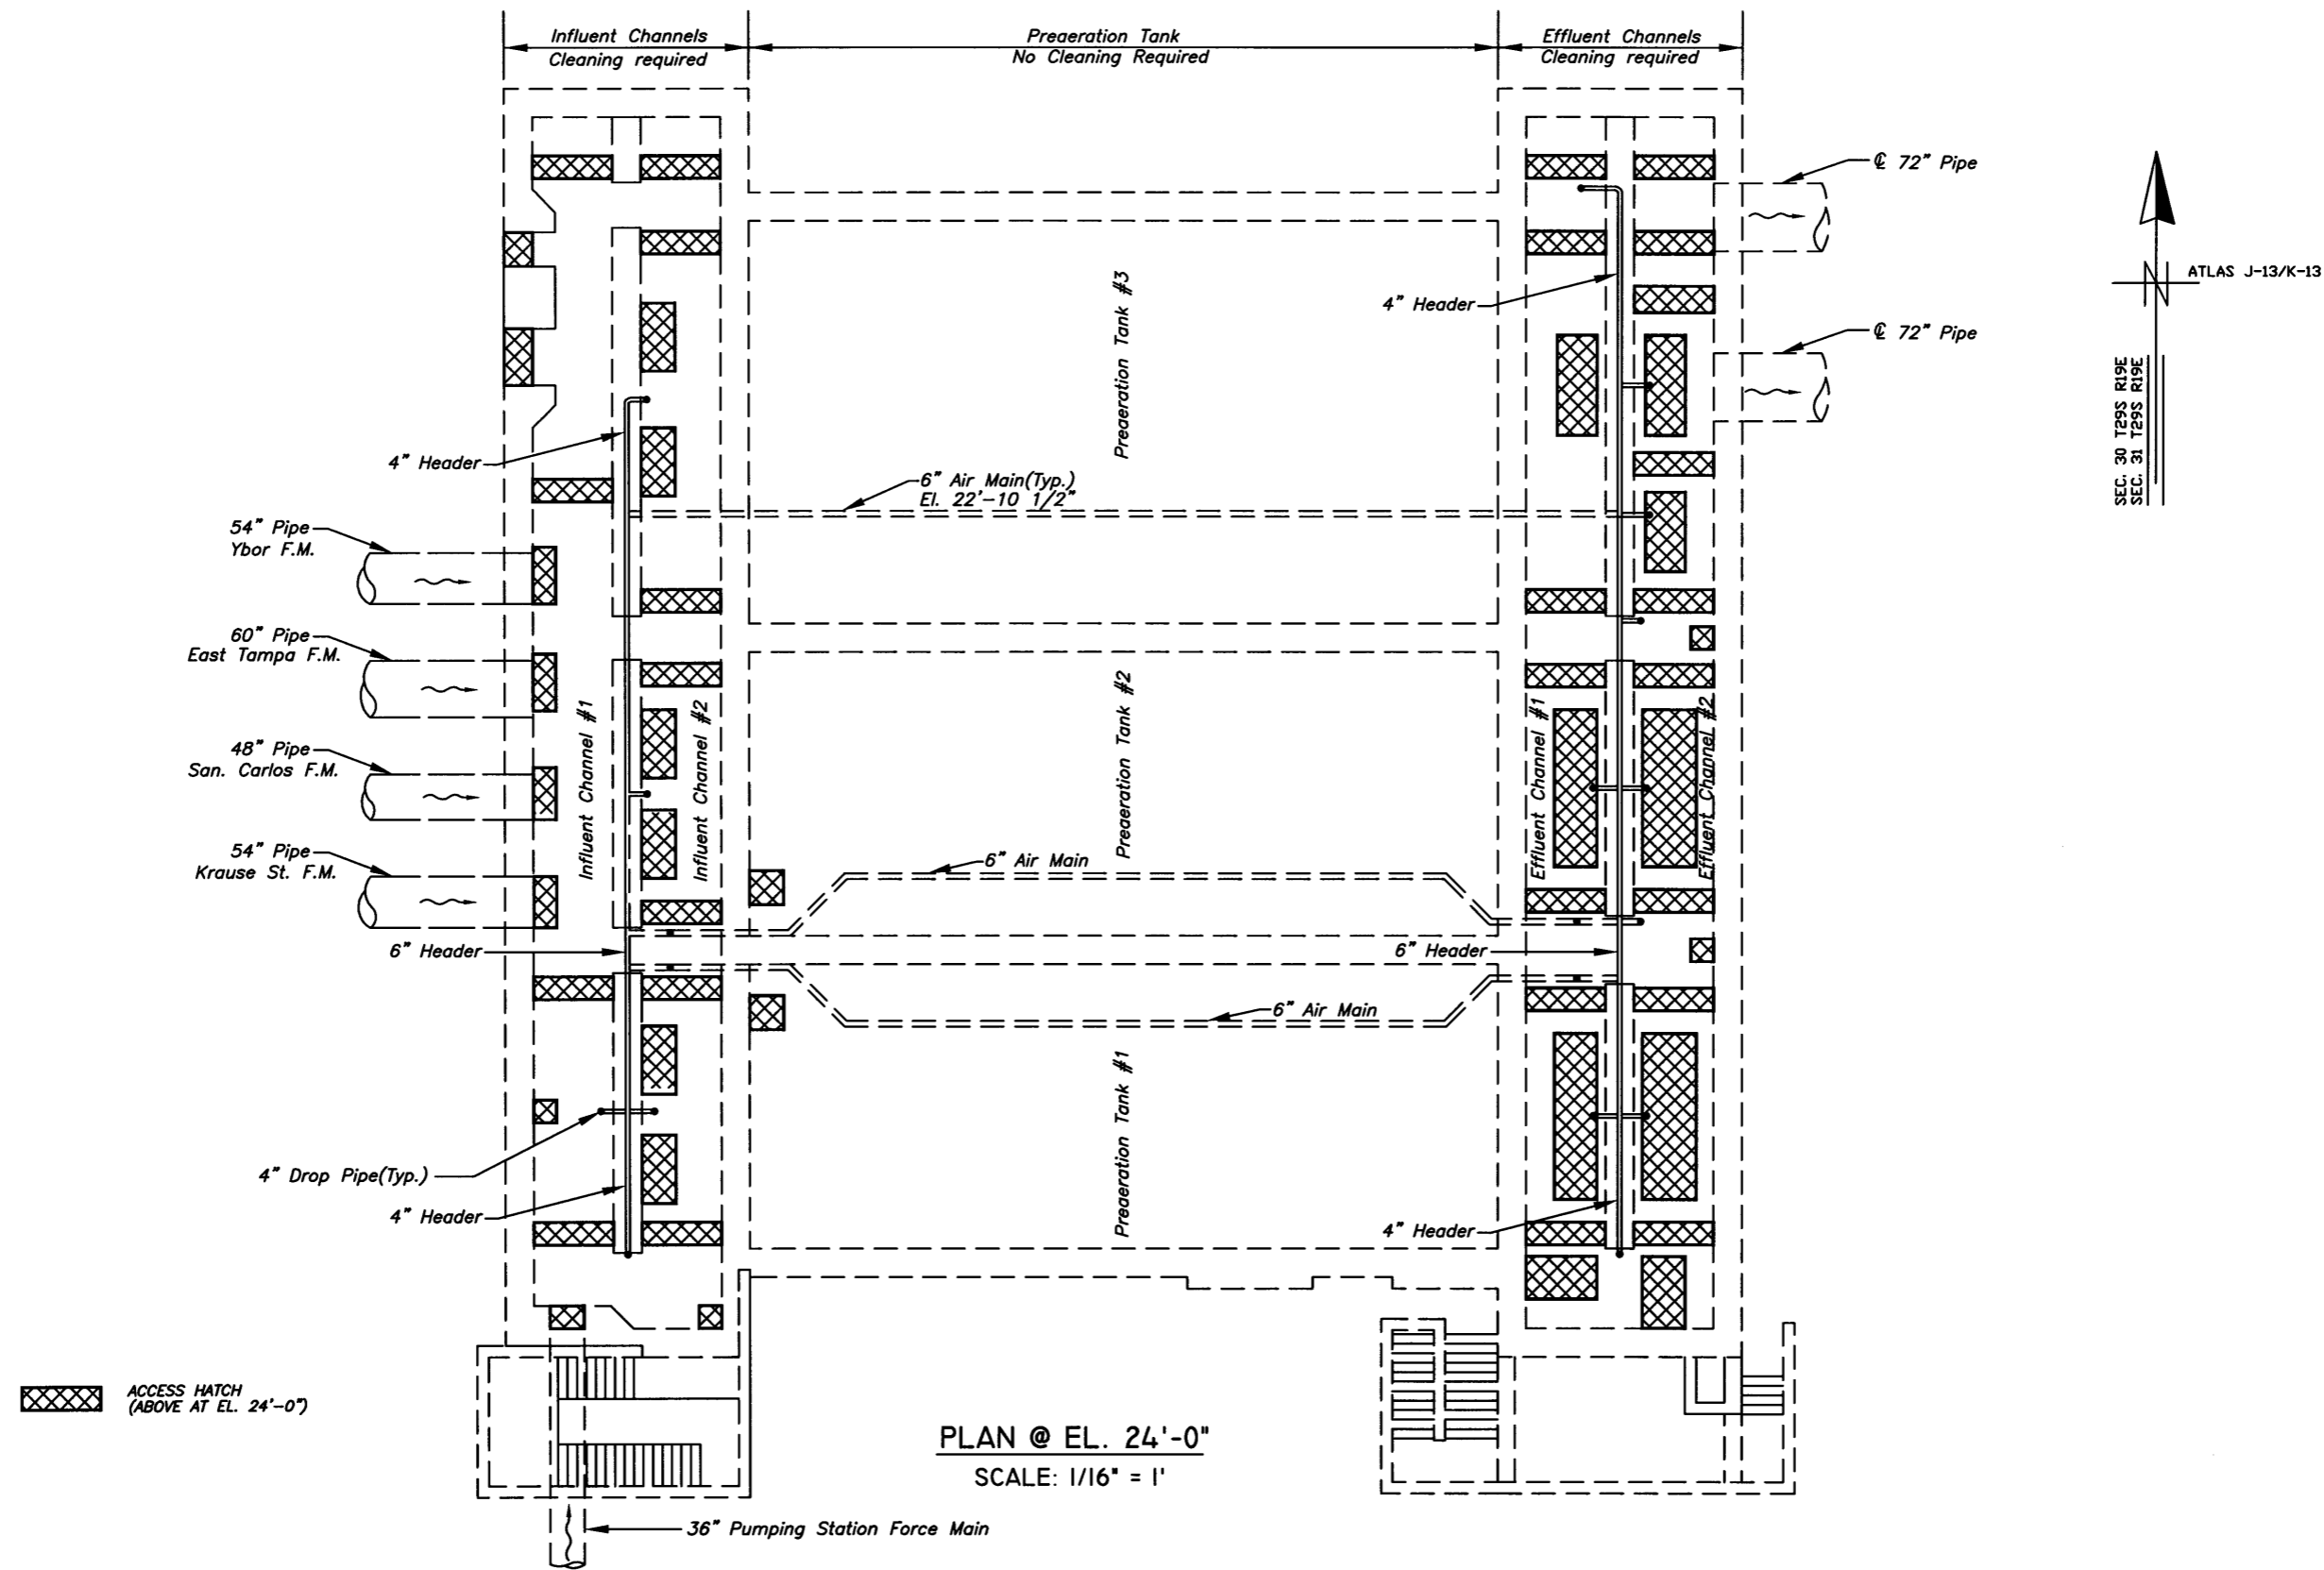 Influent Channels
Cleaning required
Preaeration Tank
No Cleaning Required
Effluent Channels
Cleaning required
℄ 72" Pipe
ATLAS J-13/K-13
4" Header
Preaeration Tank #3
℄ 72" Pipe
SEC. 30 T29S R19E
SEC. 31 T29S R19E
4" Header
6" Air Main(Typ.)
El. 22'-10 1/2"
54" Pipe
Ybor F.M.
60" Pipe
East Tampa F.M.
48" Pipe
San. Carlos F.M.
54" Pipe
Krause St. F.M.
Influent Channel #1
Influent Channel #2
Preaeration Tank #2
Effluent Channel #1
Effluent Channel #2
6" Air Main
6" Header
6" Header
6" Air Main
Preaeration Tank #1
4" Drop Pipe(Typ.)
4" Header
4" Header
ACCESS HATCH
(ABOVE AT EL. 24'-0")
PLAN @ EL. 24'-0"
SCALE: 1/16" = 1'
36" Pumping Station Force Main
N